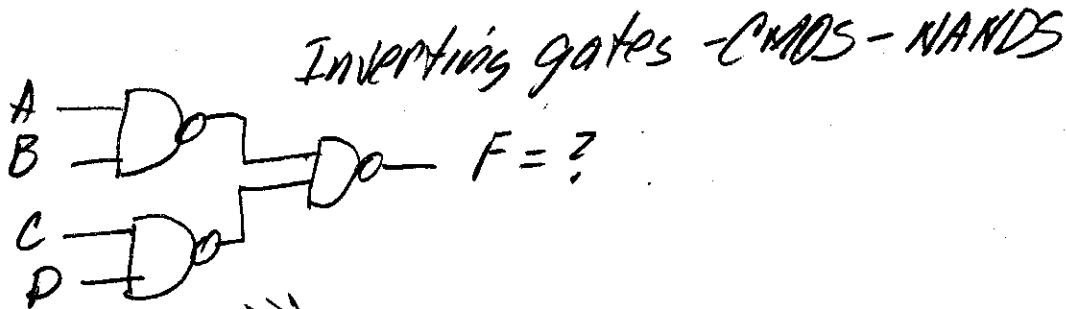 Inverting gates - CMOS - NANDS
A
B
F = ?
C
D